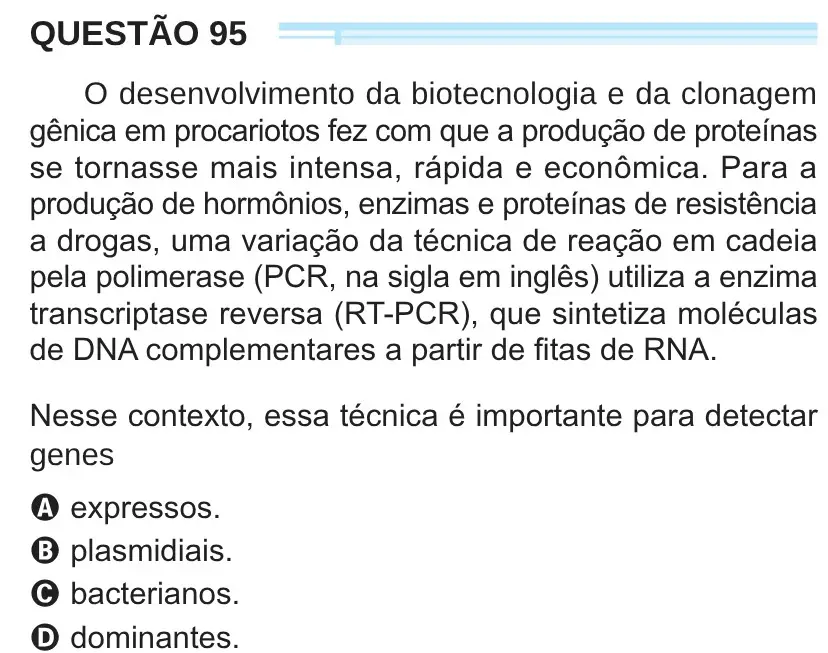 QUESTÃO 95
O desenvolvimento da biotecnologia e da clonagem
gênica em procariotos fez com que a produção de proteínas
se tornasse mais intensa, rápida e econômica. Para a
produção de hormônios, enzimas e proteínas de resistência
a drogas, uma variação da técnica de reação em cadeia
pela polimerase (PCR, na sigla em inglês) utiliza a enzima
transcriptase reversa (RT-PCR), que sintetiza moléculas
de DNA complementares a partir de fitas de RNA.
Nesse contexto, essa técnica é importante para detectar
genes
A expressos.
B plasmidiais.
C bacterianos.
D dominantes.